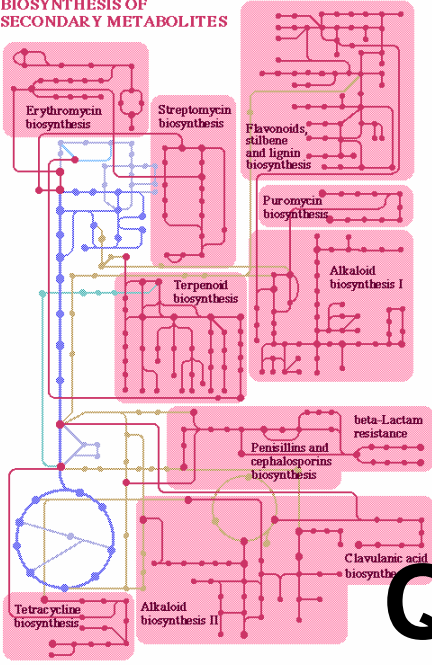 BIOSYNTHESIS OF
SECONDARY METABOLITES
Erythromycin
biosynthesis
Streptomycin
biosynthesis
Flavonoids,
stilbene
and lignin
biosynthesis
Puromycin
biosynthesis
Alkaloid
biosynthesis I
Terpenoid
biosynthesis
beta-Lactam
resistance
Penisillins and
cephalosporins
biosynthesis
Clavulanic acid
biosynthe
Tetracycline
biosynthesis
Alkaloid
biosynthesis II
Q